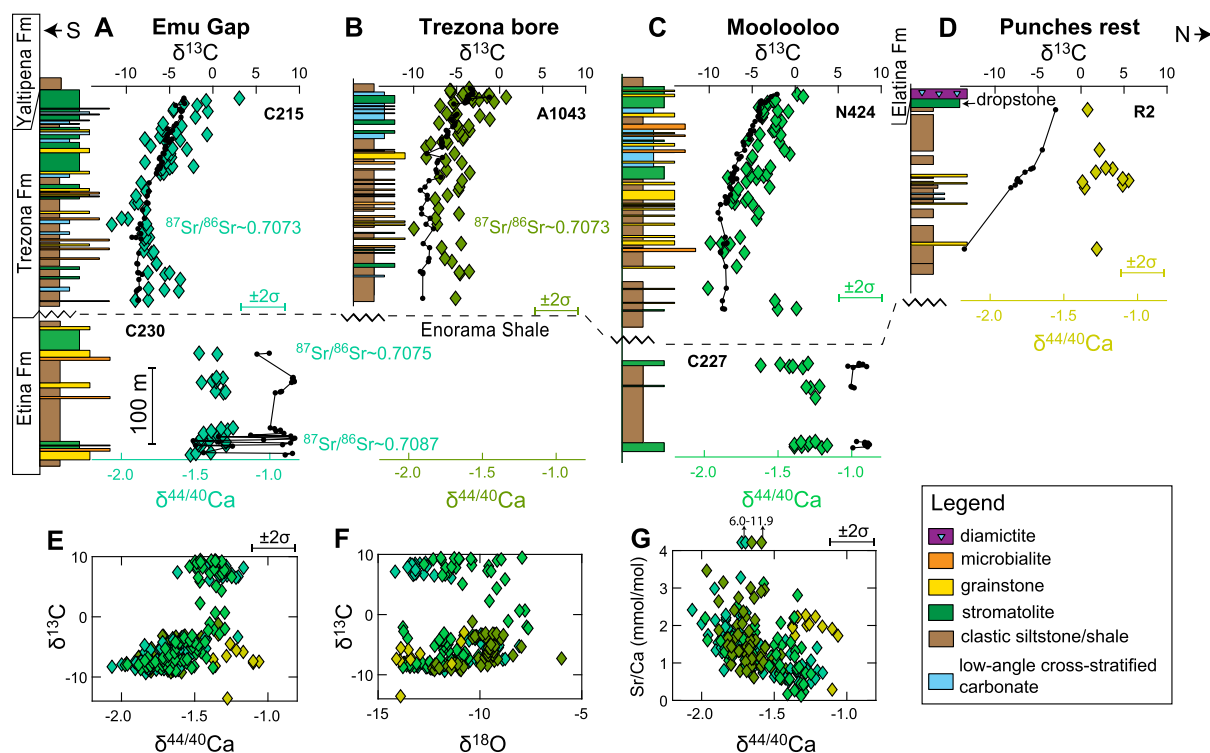 S
A
Emu Gap
δ13C
-10 -5 0 5 10
C215
87Sr/86Sr~0.7073
±2σ
C230
87Sr/86Sr~0.7075
100 m
87Sr/86Sr~0.7087
-2.0 -1.5 -1.0
δ44/40Ca
Yaltipena Fm
Trezona Fm
Etina Fm
B
Trezona bore
δ13C
-10 -5 0 5 10
A1043
87Sr/86Sr~0.7073
±2σ
Enorama Shale
-2.0 -1.5 -1.0
δ44/40Ca
C
Moolooloo
δ13C
-10 -5 0 5 10
N424
±2σ
C227
-2.0 -1.5 -1.0
δ44/40Ca
D
Punches rest
N
δ13C
-10 -5 0 5 10
Elatina Fm
dropstone
R2
±2σ
-2.0 -1.5 -1.0
δ44/40Ca
E
±2σ
δ13C
10
0
-10
-2.0 -1.5 -1.0
δ44/40Ca
F
δ13C
10
5
0
-5
-10
-15 -10 -5
δ18O
G
6.0-11.9
±2σ
Sr/Ca (mmol/mol)
4
3
2
1
0
-2.0 -1.5 -1.0
δ44/40Ca
Legend
diamictite
microbialite
grainstone
stromatolite
clastic siltstone/shale
low-angle cross-stratified
carbonate